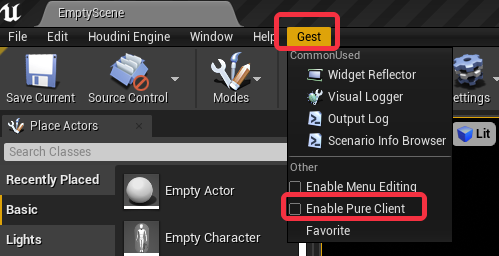 EmptyScene
File Edit Houdini Engine Window Help Gest
Save Current Source Control Modes
CommonUsed
Widget Reflector
Visual Logger
Output Log
Scenario Info Browser
Other
Enable Menu Editing
Enable Pure Client
Favorite
ettings
Lit
Place Actors
Search Classes
Recently Placed
Basic
Lights
Empty Actor
Empty Character